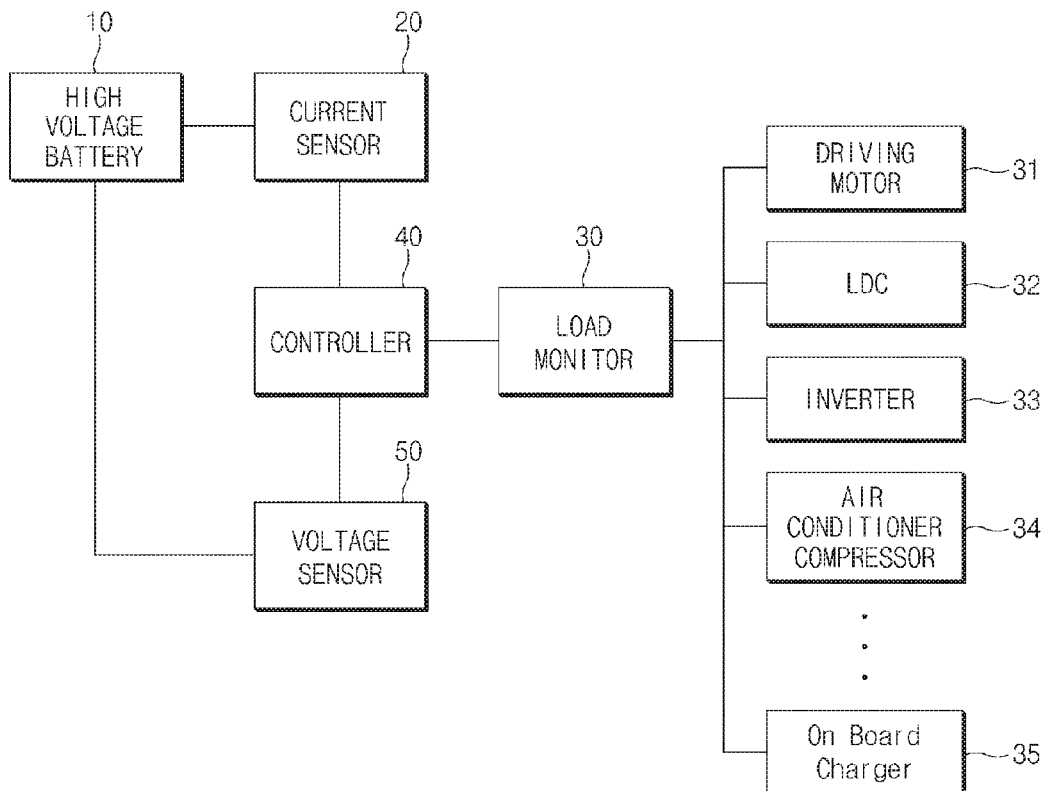 10
HIGH
VOLTAGE
BATTERY
20
CURRENT
SENSOR
40
CONTROLLER
30
LOAD
MONITOR
50
VOLTAGE
SENSOR
DRIVING
MOTOR
31
LDC
32
INVERTER
33
AIR
CONDITIONER
COMPRESSOR
34
On Board
Charger
35